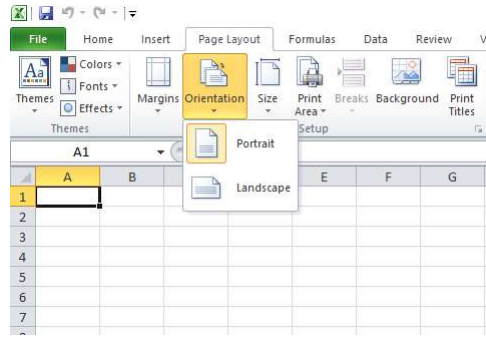 File Home Insert Page Layout Formulas Data Review V
Aa Colors
Fonts
Effects
Themes Margins Orientation Size Print Area Breaks Background Print Titles
Themes Setup
A1
Portrait
Landscape
A B E F G
1
2
3
4
5
6
7